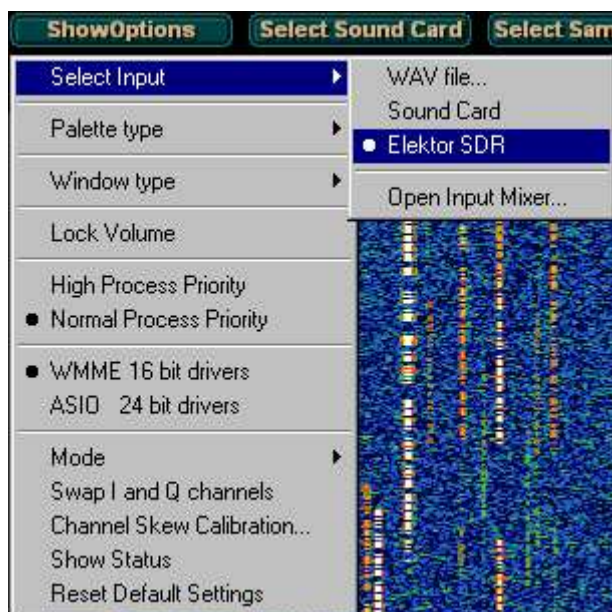 ShowOptions
Select Sound Card
Select Sam
Select Input
Palette type
Window type
Lock Volume
High Process Priority
Normal Process Priority
WMME 16 bit drivers
ASIO 24 bit drivers
Mode
Swap I and Q channels
Channel Skew Calibration...
Show Status
Reset Default Settings
WAV file...
Sound Card
Elektor SDR
Open Input Mixer...